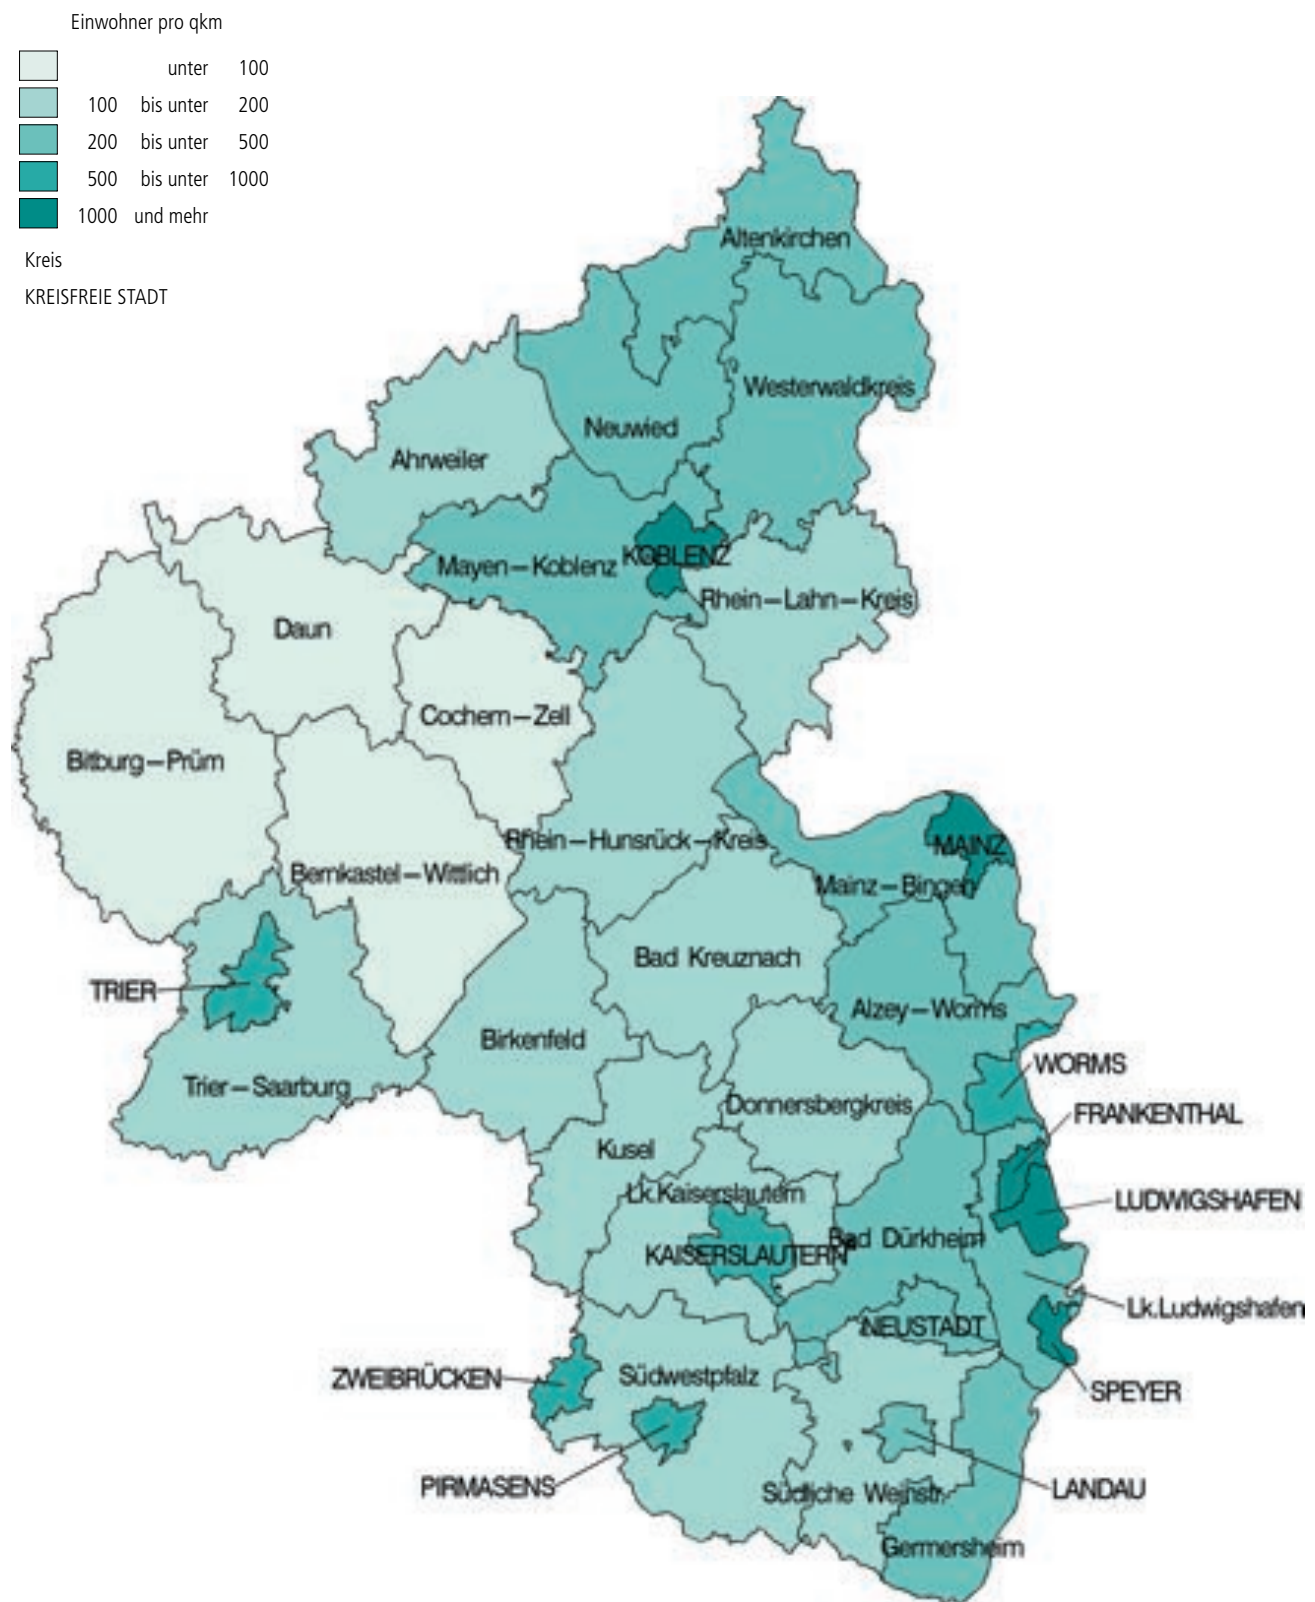 Einwohner pro qkm
unter 100
100 bis unter 200
200 bis unter 500
500 bis unter 1000
1000 und mehr
Kreis
KREISFREIE STADT
Altenkirchen
Westerwaldkreis
Neuwied
Ahrweiler
KOBLENZ
Mayen–Koblenz
Rhein–Lahn–Kreis
Daun
Cochem–Zell
Bitburg–Prüm
Rhein–Hunsrück–Kreis
MAINZ
Bernkastel–Wittlich
Mainz–Bingen
Bad Kreuznach
TRIER
Alzey–Worms
Birkenfeld
WORMS
Trier–Saarburg
Donnersbergkreis
FRANKENTHAL
Kusel
Lk.Kaiserslautern
LUDWIGSHAFEN
Bad Dürkheim
KAISERSLAUTERN
Lk.Ludwigshafen
NEUSTADT
ZWEIBRÜCKEN
Südwestpfalz
SPEYER
PIRMASENS
LANDAU
Südliche Weinstr.
Germersheim